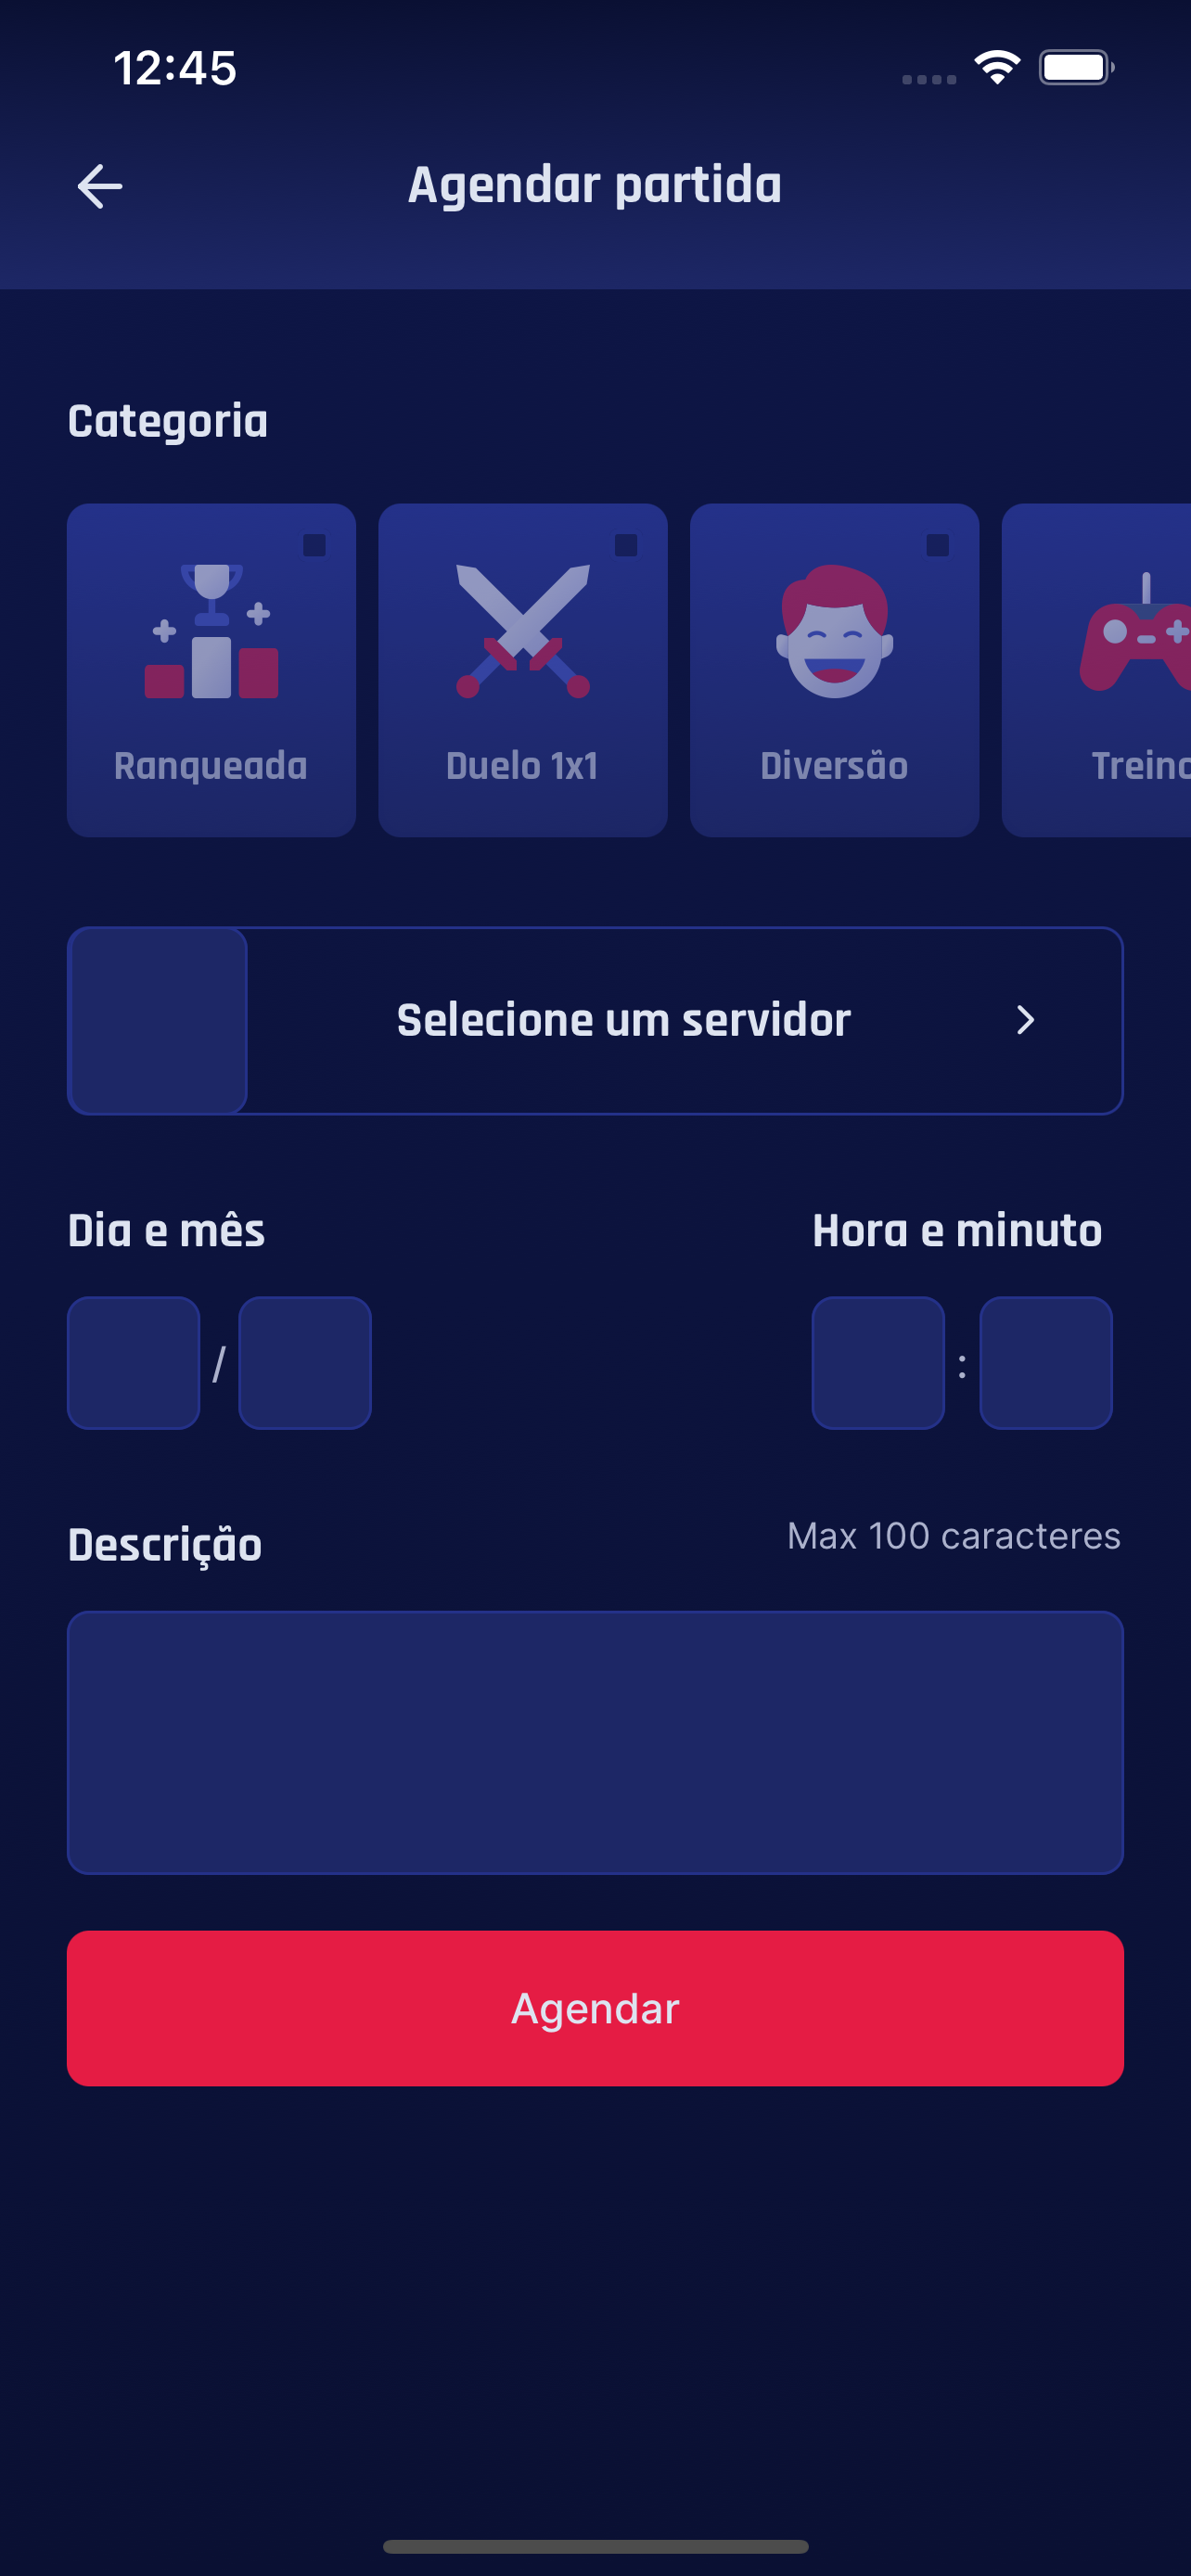 12:45
Agendar partida
Categoria
Ranqueada Duelo 1x1 Diversão
Selecione um servidor
Dia e mês Hora e minuto
/ :
Descrição Max 100 caracteres
Agendar